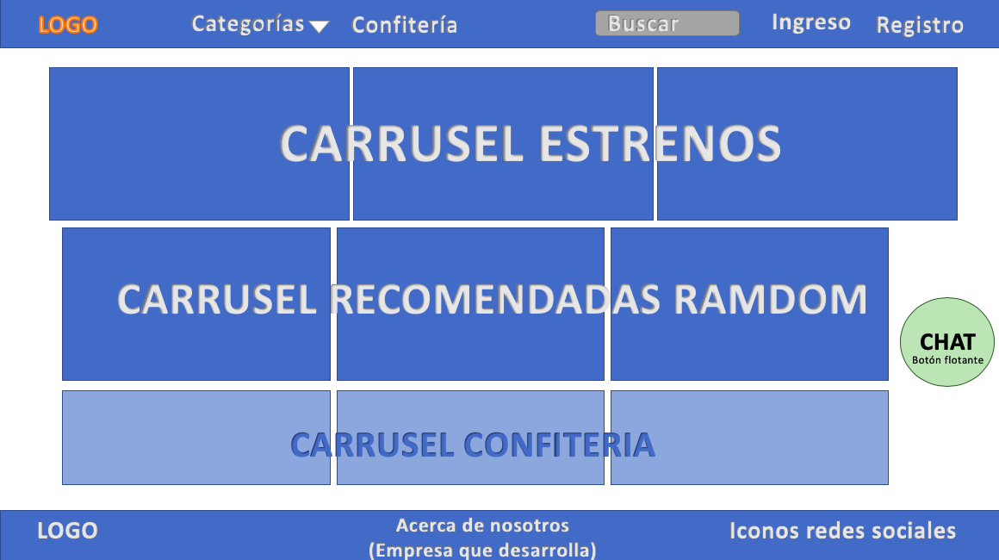 LOGO Categorías Confitería Buscar Ingreso Registro
CARRUSEL ESTRENOS
CARRUSEL RECOMENDADAS RAMDOM
CHAT
Botón flotante
CARRUSEL CONFITERIA
LOGO Acerca de nosotros Iconos redes sociales
(Empresa que desarrolla)